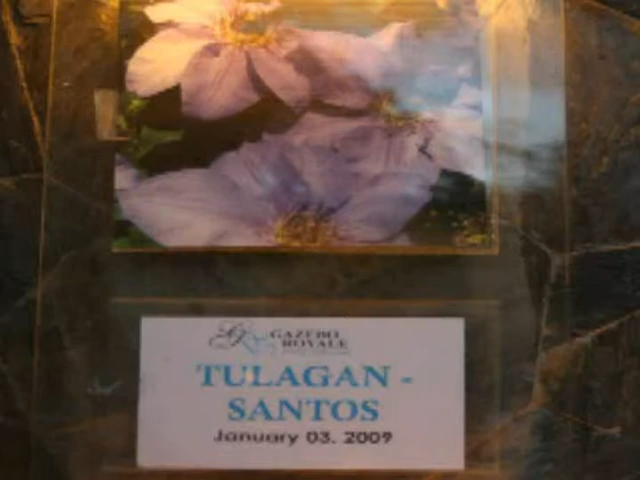 GAZEBO
ROYALE
TULAGAN -
SANTOS
January 03, 2009